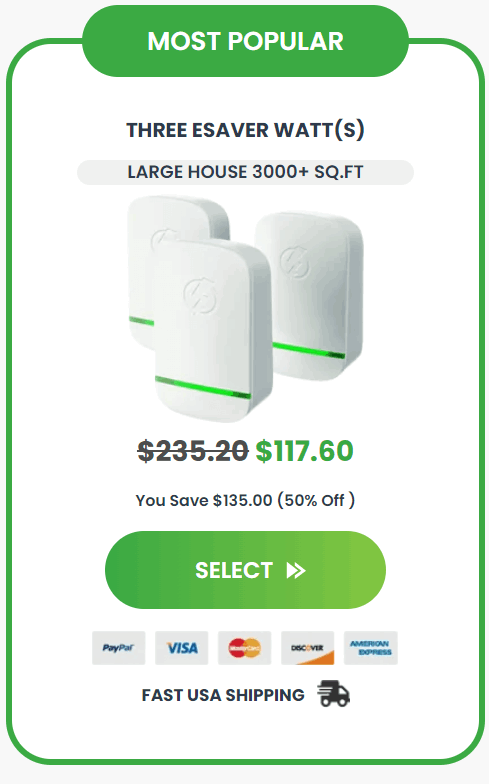 MOST POPULAR
THREE ESAVER WATT(S)
LARGE HOUSE 3000+ SQ.FT
$235.20 $117.60
You Save $135.00 (50% Off )
SELECT
PayPal VISA MasterCard DISCOVER AMERICAN EXPRESS
FAST USA SHIPPING